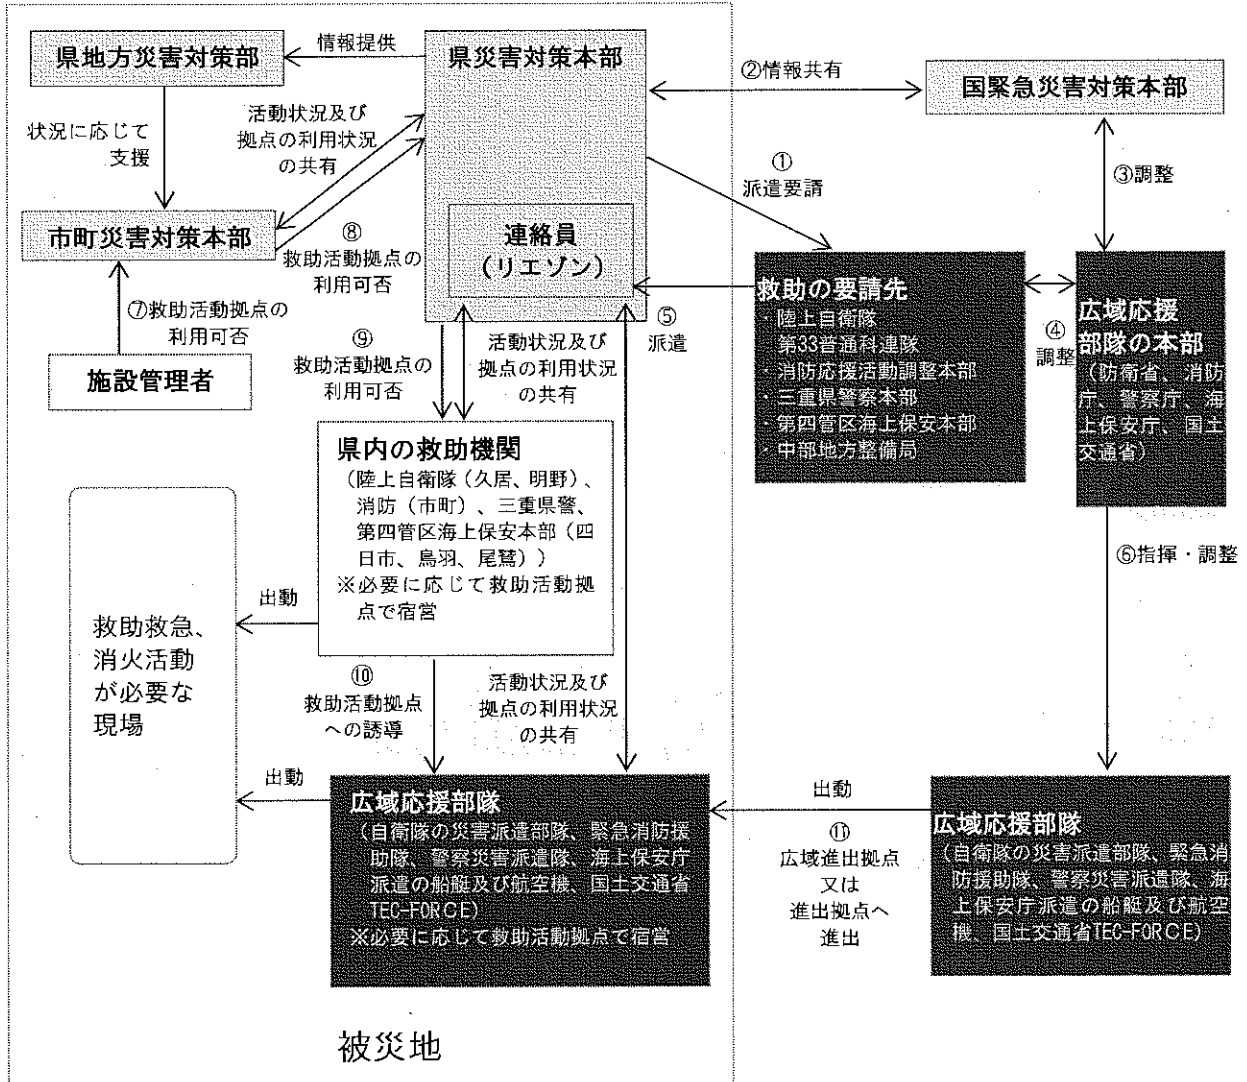 県地方災害対策部
情報提供
県災害対策本部
②情報共有
国緊急災害対策本部
状況に応じて
支援
活動状況及び
拠点の利用状況
の共有
①
派遣要請
③調整
市町災害対策本部
⑧
救助活動拠点の
利用可否
連絡員
(リエゾン)
⑦救助活動拠点の
利用可否
施設管理者
⑨
救助活動拠点の
利用可否
活動状況及び
拠点の利用状況
の共有
⑤
派遣
救助の要請先
・陸上自衛隊
第33普通科連隊
・消防応援活動調整本部
・三重県警察本部
・第四管区海上保安本部
・中部地方整備局
④
調整
広域応援
部隊の本部
(防衛省、消防
庁、警察庁、海
上保安庁、国土
交通省)
県内の救助機関
(陸上自衛隊(久居、明野)、
消防(市町)、三重県警、
第四管区海上保安本部(四
日市、鳥羽、尾鷲))
※必要に応じて救助活動拠
点で宿営
⑥指揮・調整
出動
救助救急、
消火活動
が必要な
現場
⑩
救助活動拠点
への誘導
活動状況及び
拠点の利用状況
の共有
出動
広域応援部隊
(自衛隊の災害派遣部隊、緊急消防援
助隊、警察災害派遣隊、海上保安庁
派遣の船艇及び航空機、国土交通省
TEC-FORCE)
※必要に応じて救助活動拠点で宿営
出動
⑪
広域進出拠点
又は
進出拠点へ
進出
広域応援部隊
(自衛隊の災害派遣部隊、緊急消
防援助隊、警察災害派遣隊、海
上保安庁派遣の船艇及び航空
機、国土交通省TEC-FORCE)
被災地